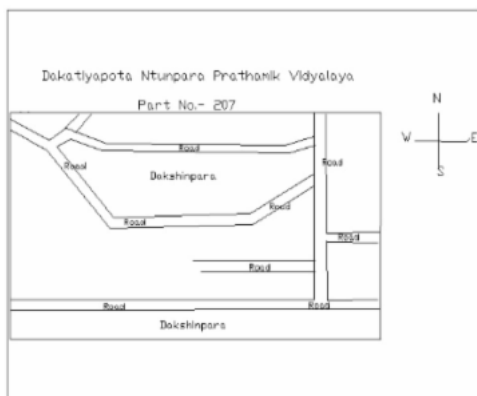 Dakatiyapota Ntunpara Prathamik Vidyalaya
Part No.- 207
N
W
E
S
Road
Road
Road
Dakshinpara
Road
Road
Road
Road
Road
Road
Dakshinpara